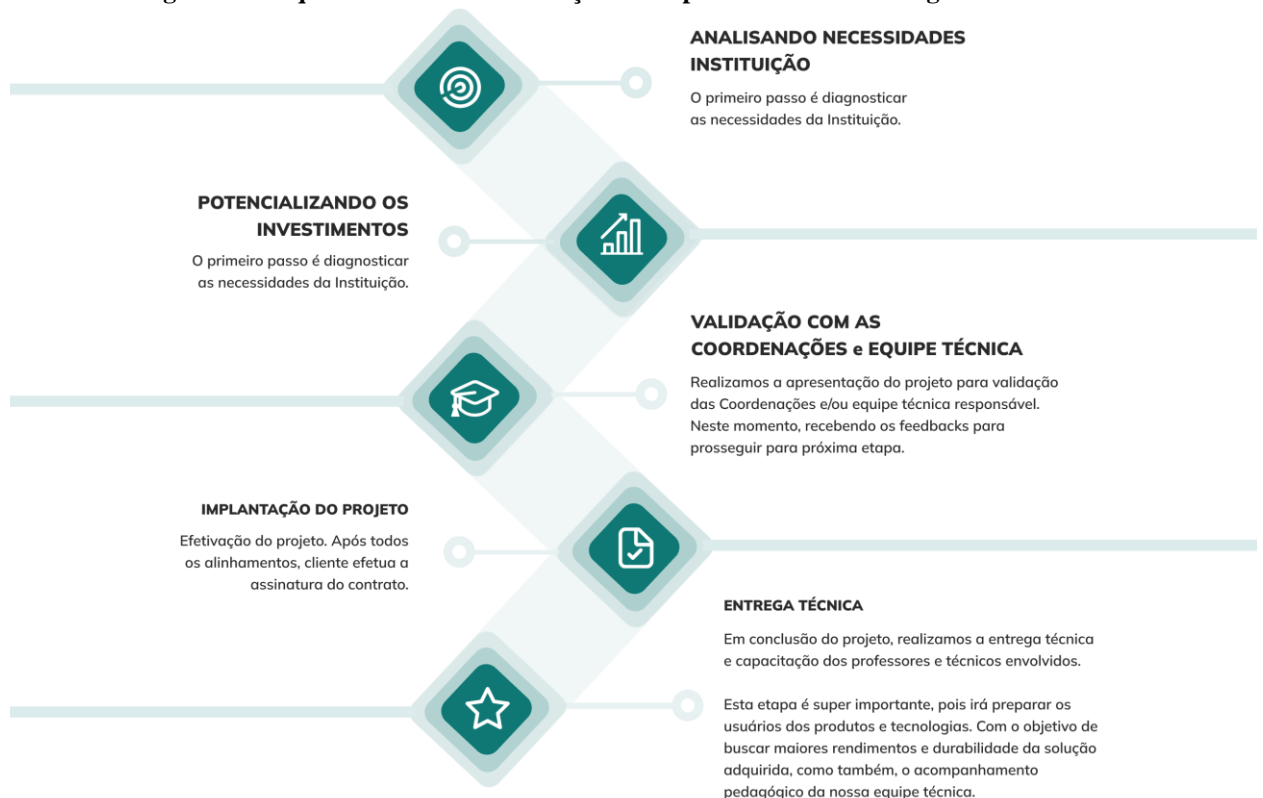 ANALISANDO NECESSIDADES
INSTITUIÇÃO
O primeiro passo é diagnosticar
as necessidades da Instituição.
POTENCIALIZANDO OS
INVESTIMENTOS
O primeiro passo é diagnosticar
as necessidades da Instituição.
VALIDAÇÃO COM AS
COORDENAÇÕES e EQUIPE TÉCNICA
Realizamos a apresentação do projeto para validação
das Coordenações e/ou equipe técnica responsável.
Neste momento, recebendo os feedbacks para
prosseguir para próxima etapa.
IMPLANTAÇÃO DO PROJETO
Efetivação do projeto. Após todos
os alinhamentos, cliente efetua a
assinatura do contrato.
ENTREGA TÉCNICA
Em conclusão do projeto, realizamos a entrega técnica
e capacitação dos professores e técnicos envolvidos.
Esta etapa é super importante, pois irá preparar os
usuários dos produtos e tecnologias. Com o objetivo de
buscar maiores rendimentos e durabilidade da solução
adquirida, como também, o acompanhamento
pedagógico da nossa equipe técnica.